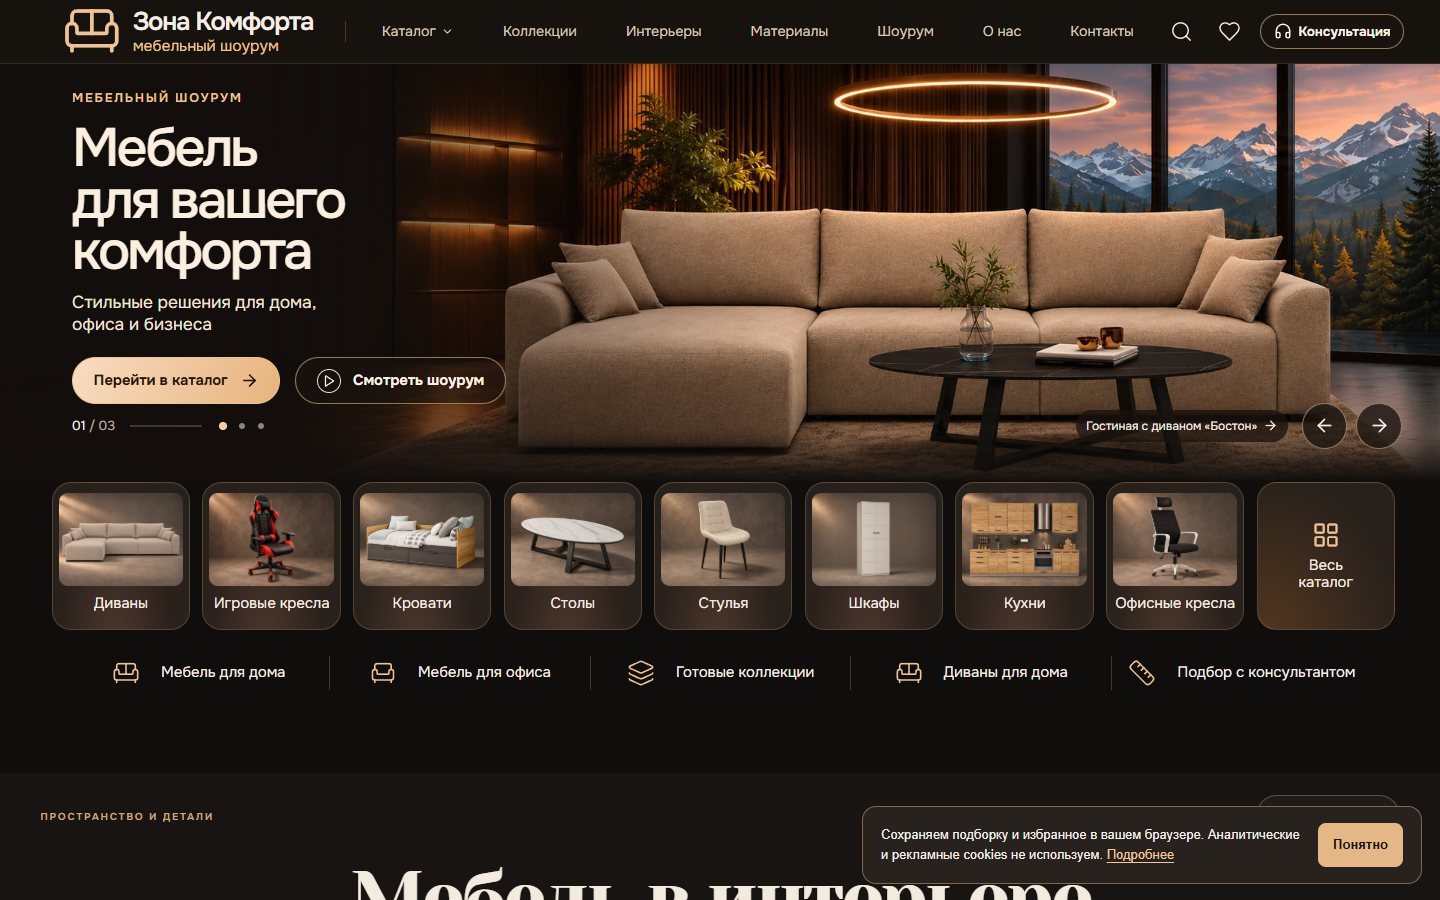 Зона Комфорта
мебельный шоурум
Каталог
Коллекции
Интерьеры
Материалы
Шоурум
О нас
Контакты
Консультация
МЕБЕЛЬНЫЙ ШОУРУМ
Мебель
для вашего
комфорта
Стильные решения для дома,
офиса и бизнеса
Перейти в каталог
Смотреть шоурум
01 / 03
Гостиная с диваном «Бостон»
Диваны
Игровые кресла
Кровати
Столы
Стулья
Шкафы
Кухни
Офисные кресла
Весь
каталог
Мебель для дома
Мебель для офиса
Готовые коллекции
Диваны для дома
Подбор с консультантом
ПРОСТРАНСТВО И ДЕТАЛИ
Мебель в интерьере
Сохраняем подборку и избранное в вашем браузере. Аналитические
и рекламные cookies не используем. Подробнее
Понятно